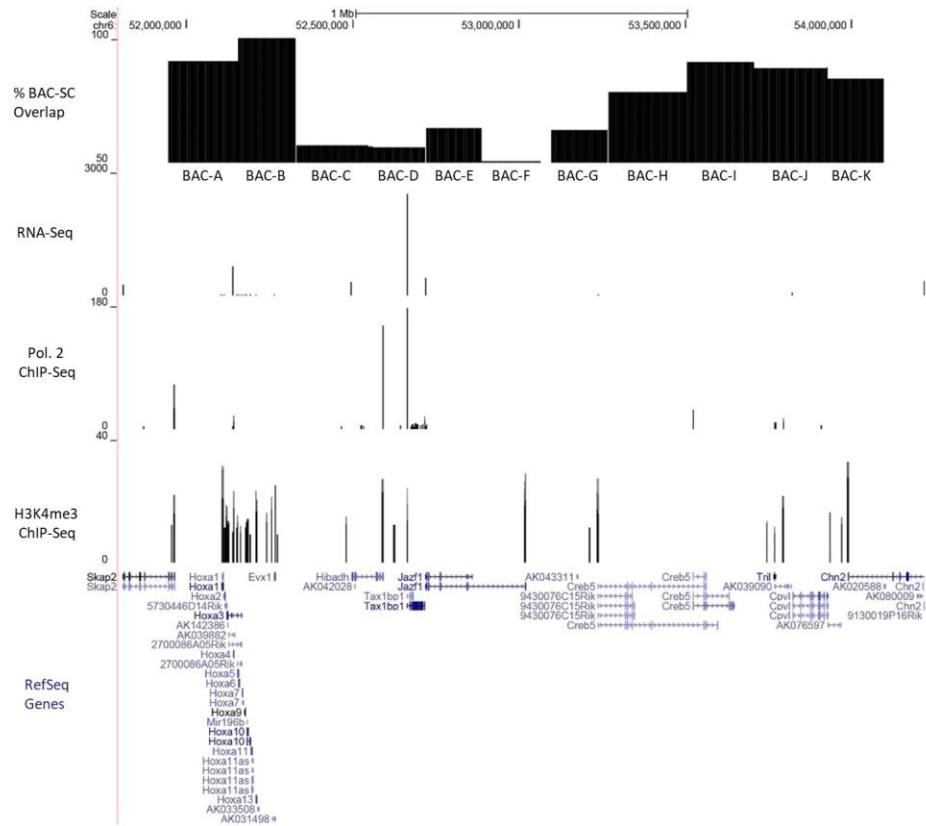 Scale 1 Mb
chr6: 52,000,000 52,500,000 53,000,000 53,500,000 54,000,000
100
% BAC-SC
Overlap
50
BAC-A BAC-B BAC-C BAC-D BAC-E BAC-F BAC-G BAC-H BAC-I BAC-J BAC-K
3000
RNA-Seq
0
180
Pol. 2
ChIP-Seq
0
40
H3K4me3
ChIP-Seq
0
Skap2 Hoxa1 Evx1 Hibadh Jazf1 AK043311 Creb5 Tril Chn2
Skap2 Hoxa1 AK042028 Jazf1 Creb5 AK039090 AK020588 Chn2
Hoxa2 Tax1bp1 9430076C15Rik Creb5 Cpvl AK080009
5730446D14Rik Tax1bp1 9430076C15Rik Creb5 Cpvl Chn2
Hoxa3 9430076C15Rik Cpvl 9130019P16Rik
AK142386 Creb5 AK076597
AK039882
2700086A05Rik
Hoxa4
2700086A05Rik
Hoxa5
Hoxa6
Hoxa7
Hoxa7
Hoxa9
Mir196b
Hoxa10
Hoxa10
Hoxa11
Hoxa11as
Hoxa11as
Hoxa11as
Hoxa11as
Hoxa13
AK033508
AK031498
RefSeq
Genes